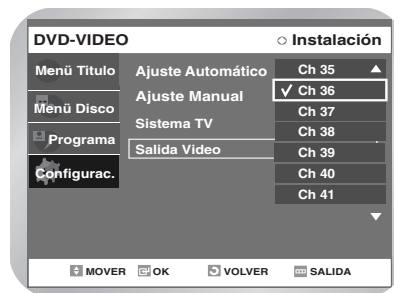 DVD-VIDEO
Instalación
Menü Titulo
Menü Disco
Programa
Configurac.
Ajuste Automático
Ajuste Manual
Sistema TV
Salida Video
Ch 35
Ch 36
Ch 37
Ch 38
Ch 39
Ch 40
Ch 41
MOVER OK VOLVER SALIDA